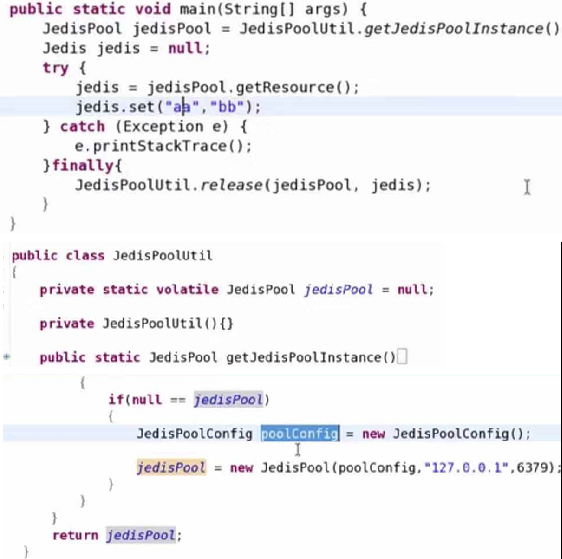 public static void main(String[] args) {
JedisPool jedisPool = JedisPoolUtil.getJedisPoolInstance()
Jedis jedis = null;
try {
jedis = jedisPool.getResource();
jedis.set("aa","bb");
} catch (Exception e) {
e.printStackTrace();
}finally{
JedisPoolUtil.release(jedisPool, jedis);
}
}
public class JedisPoolUtil
{
private static volatile JedisPool jedisPool = null;
private JedisPoolUtil(){}
public static JedisPool getJedisPoolInstance()
{
if(null == jedisPool)
{
JedisPoolConfig poolConfig = new JedisPoolConfig();
jedisPool = new JedisPool(poolConfig,"127.0.0.1",6379);
}
}
}
return jedisPool;
}